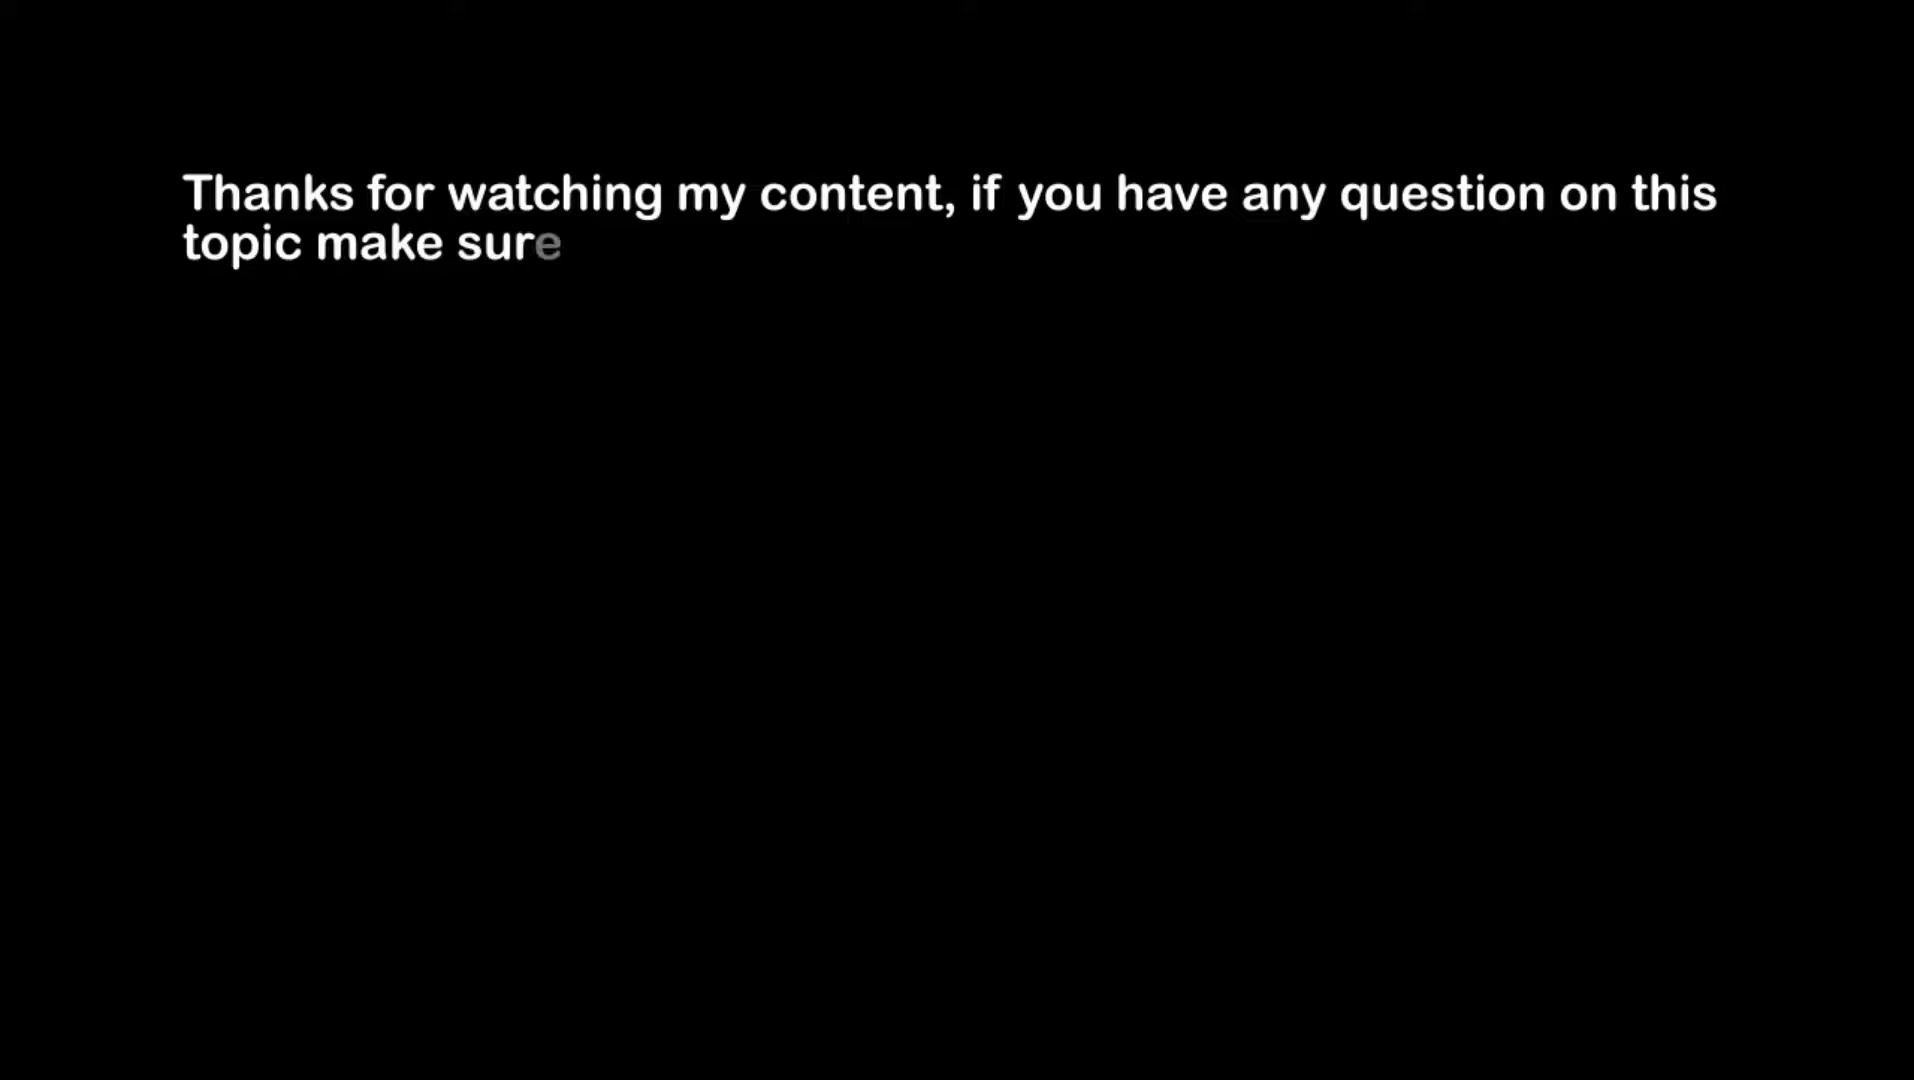 Thanks for watching my content, if you have any question on this
topic make sure